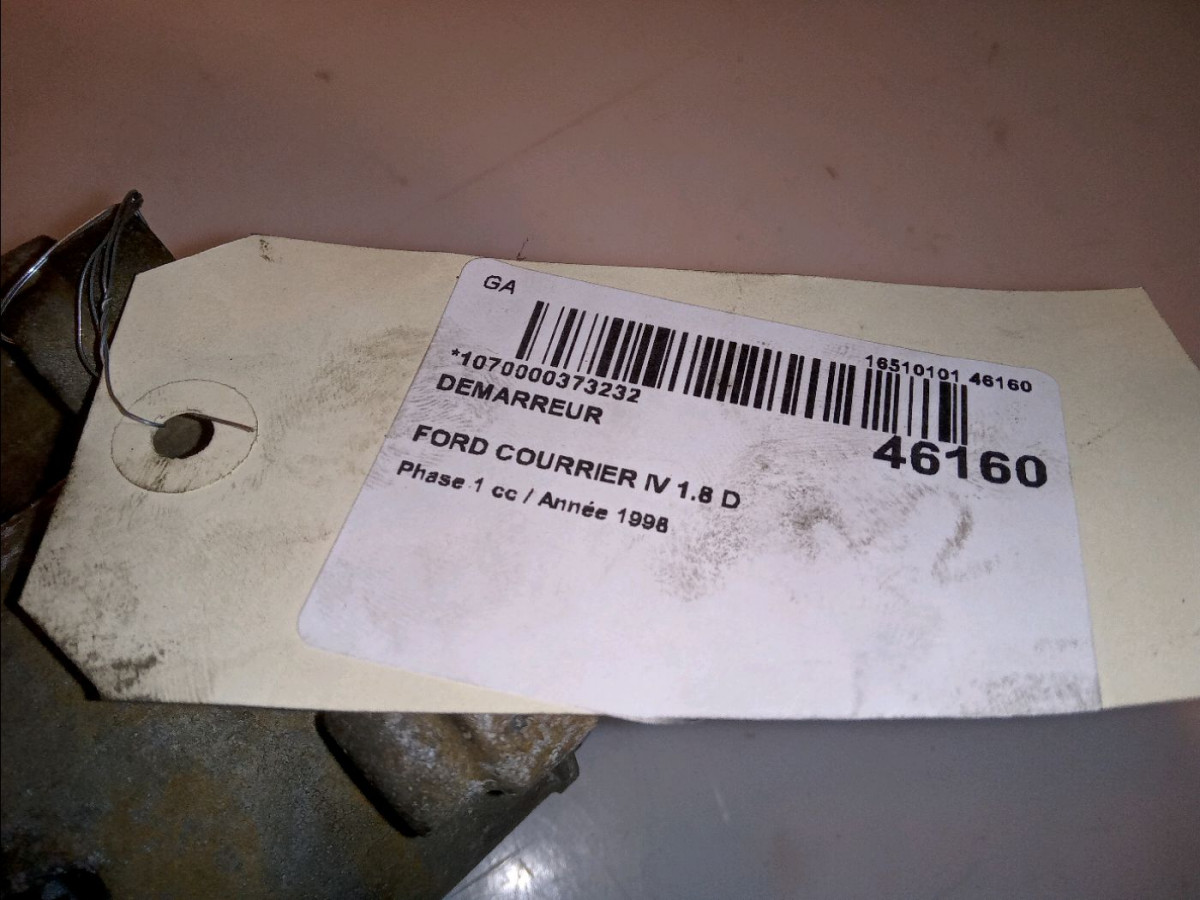 GA
16510101 46160
*1070000373232
DEMARREUR
46160
FORD COURRIER IV 1.8 D
Phase 1 cc / Année 1998